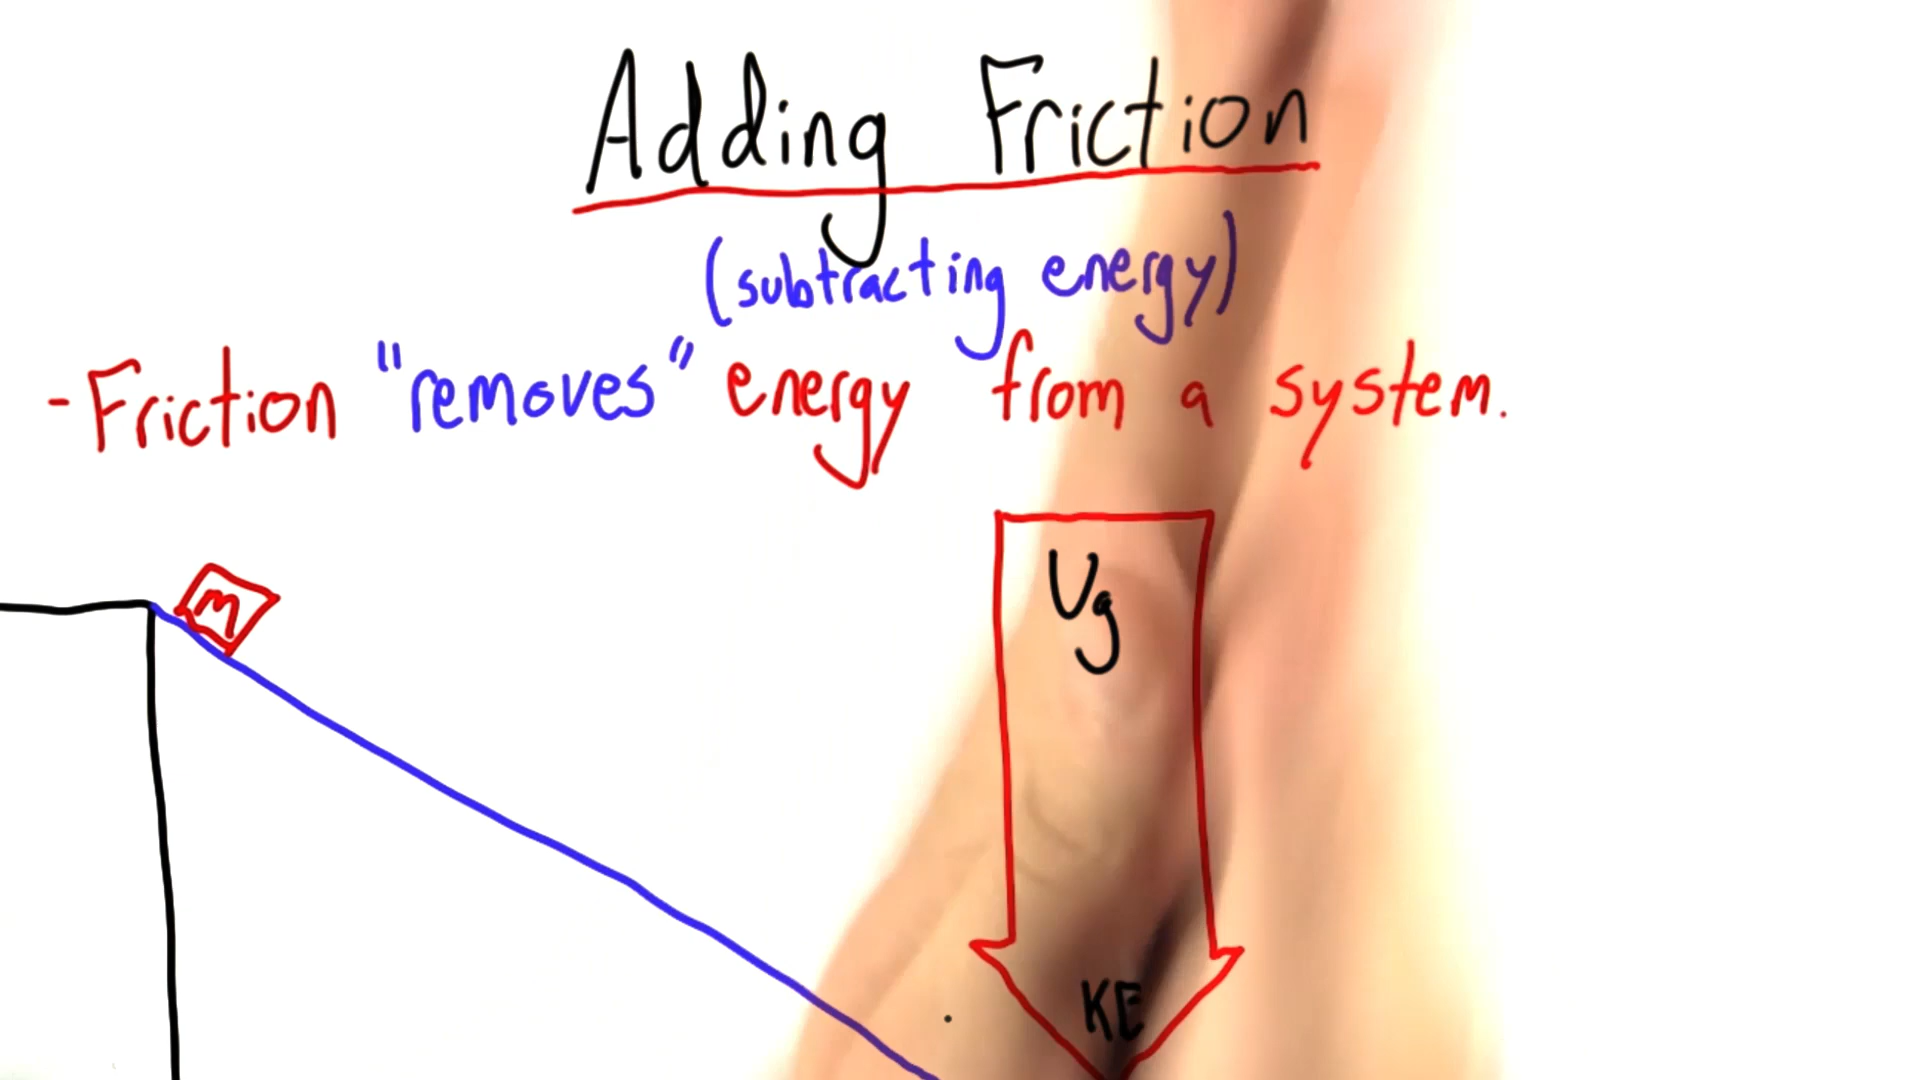 Adding Friction
(subtracting energy)
- Friction "removes" energy from a system.
m
Ug
KE